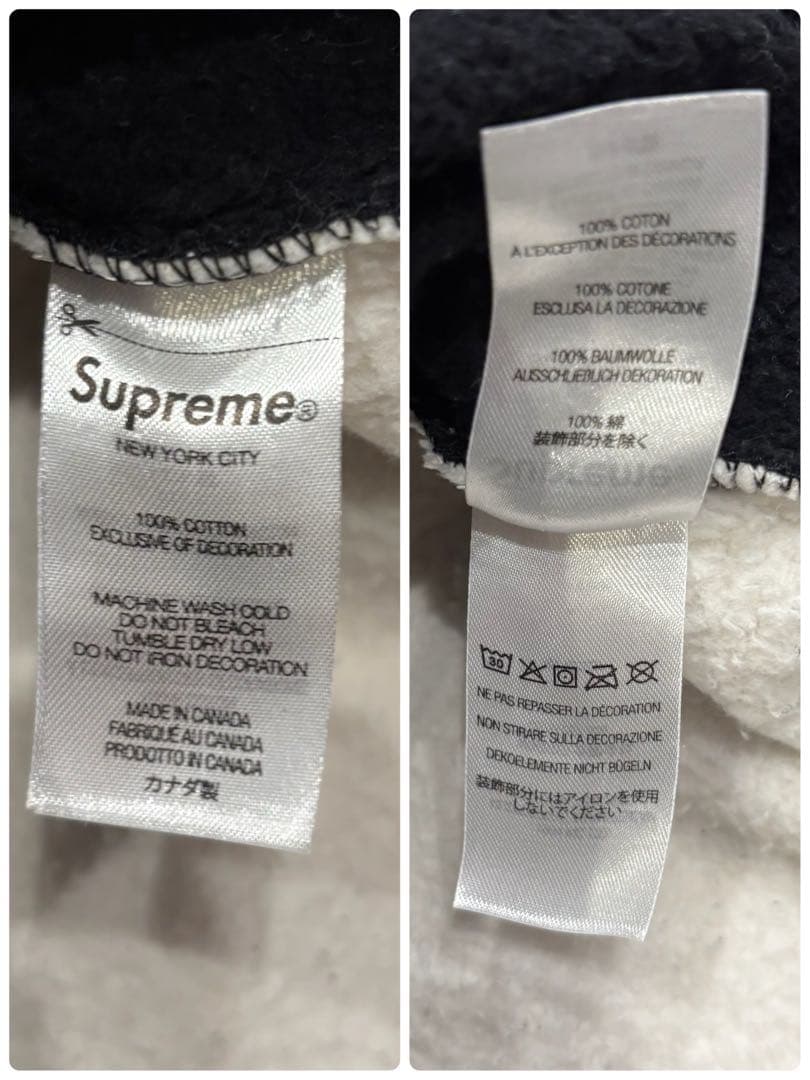 Supreme®
NEW YORK CITY
100% COTTON
EXCLUSIVE OF DECORATION
MACHINE WASH COLD
DO NOT BLEACH
TUMBLE DRY LOW
DO NOT IRON DECORATION
MADE IN CANADA
FABRIQUÉ AU CANADA
PRODOTTO IN CANADA
カナダ製
100% COTON
À L'EXCEPTION DES DÉCORATIONS
100% COTONE
ESCLUSA LA DECORAZIONE
100% BAUMWOLLE
AUSSCHLIEßLICH DEKORATION
100% 綿
装飾部分を除く
30
NE PAS REPASSER LA DÉCORATION
NON STIRARE SULLA DECORAZIONE
DEKOELEMENTE NICHT BÜGELN
装飾部分にはアイロンを使用
しないでください